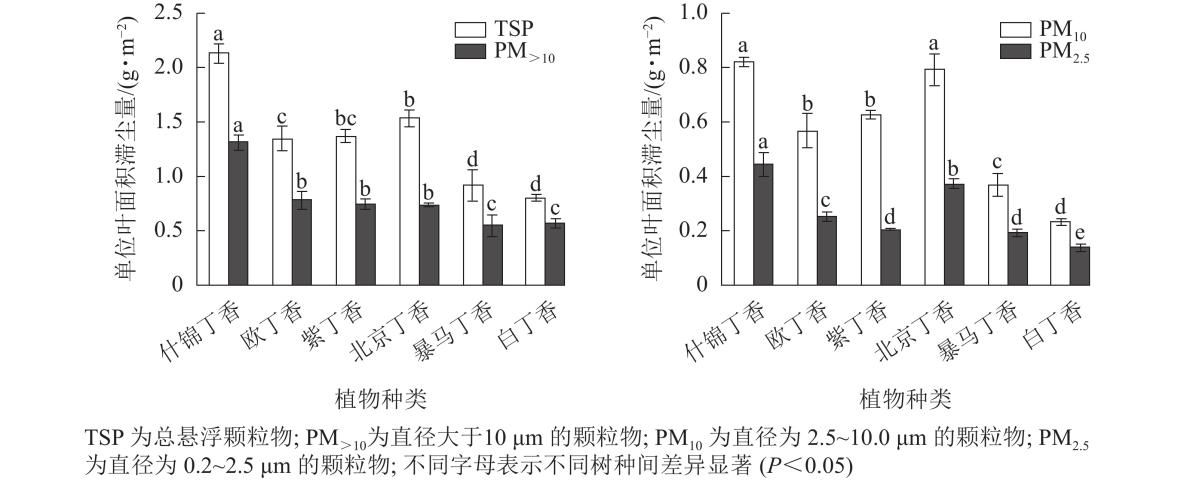 2.5
2.0
1.5
1.0
0.5
0
单位叶面积滞尘量/(g•m⁻²)
TSP
PM>10
a
a
c
b
bc
b
b
b
d
c
d
c
什锦丁香
欧丁香
紫丁香
北京丁香
暴马丁香
白丁香
植物种类
1.0
0.8
0.6
0.4
0.2
0
单位叶面积滞尘量/(g•m⁻²)
PM10
PM2.5
a
a
b
c
b
d
a
b
c
d
d
e
什锦丁香
欧丁香
紫丁香
北京丁香
暴马丁香
白丁香
植物种类
TSP 为总悬浮颗粒物; PM>10为直径大于10 μm 的颗粒物; PM10 为直径为 2.5~10.0 μm 的颗粒物; PM2.5
为直径为 0.2~2.5 μm 的颗粒物; 不同字母表示不同树种间差异显著 (P＜0.05)